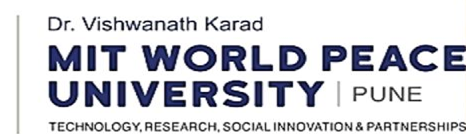 Dr. Vishwanath Karad
MIT WORLD PEACE
UNIVERSITY | PUNE
TECHNOLOGY, RESEARCH, SOCIAL INNOVATION & PARTNERSHIPS